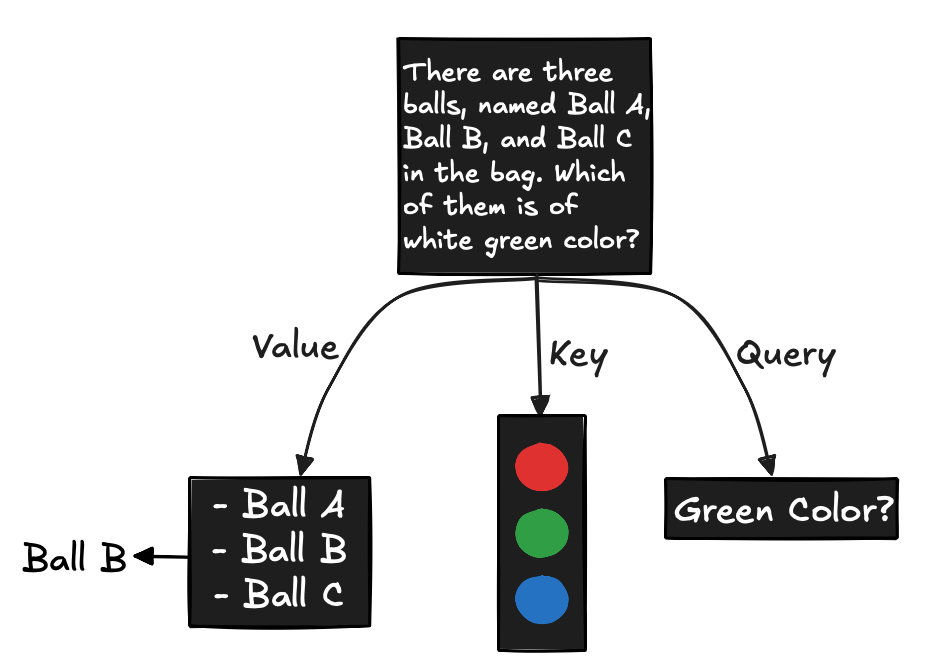 There are three
balls, named Ball A,
Ball B, and Ball C
in the bag. Which
of them is of
white green color?
Value
Key
Query
- Ball A
- Ball B
- Ball C
Green Color?
Ball B